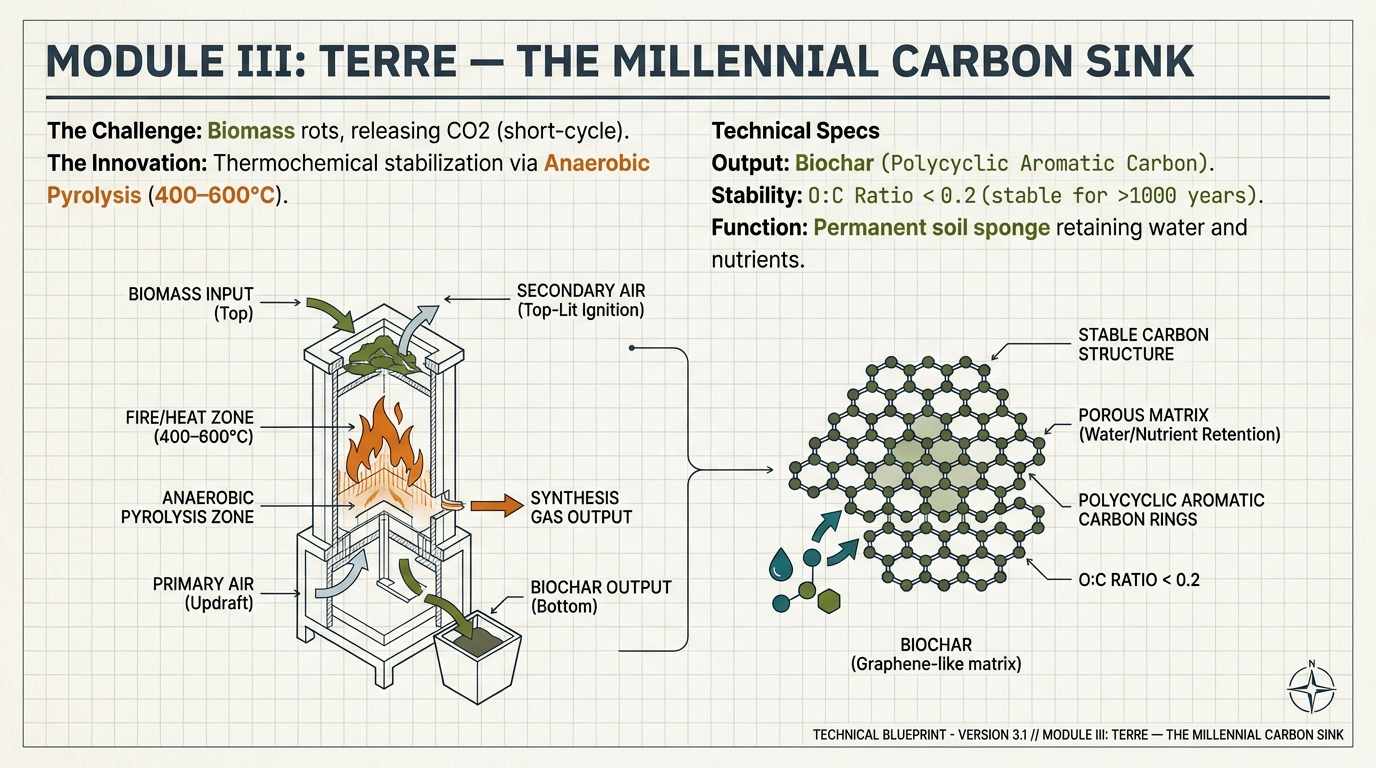 MODULE III: TERRE — THE MILLENNIAL CARBON SINK
The Challenge: Biomass rots, releasing CO2 (short-cycle).
The Innovation: Thermochemical stabilization via Anaerobic
Pyrolysis (400–600°C).
Technical Specs
Output: Biochar (Polycyclic Aromatic Carbon).
Stability: O:C Ratio < 0.2 (stable for >1000 years).
Function: Permanent soil sponge retaining water and
nutrients.
BIOMASS INPUT
(Top)
SECONDARY AIR
(Top-Lit Ignition)
FIRE/HEAT ZONE
(400–600°C)
ANAEROBIC
PYROLYSIS ZONE
SYNTHESIS
GAS OUTPUT
PRIMARY AIR
(Updraft)
BIOCHAR OUTPUT
(Bottom)
STABLE CARBON
STRUCTURE
POROUS MATRIX
(Water/Nutrient Retention)
POLYCYCLIC AROMATIC
CARBON RINGS
O:C RATIO < 0.2
BIOCHAR
(Graphene-like matrix)
N
TECHNICAL BLUEPRINT - VERSION 3.1 // MODULE III: TERRE — THE MILLENNIAL CARBON SINK